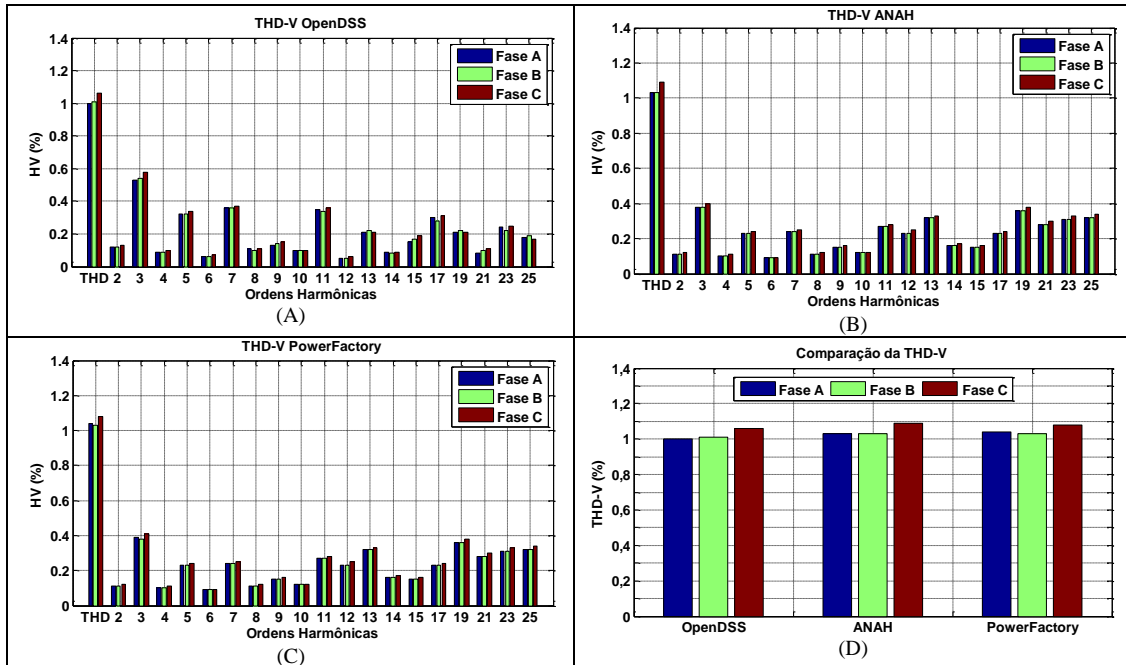 THD-V OpenDSS
1.4
1.2
1
0.8
0.6
0.4
0.2
0
HV (%)
Fase A
Fase B
Fase C
THD 2 3 4 5 6 7 8 9 10 11 12 13 14 15 17 19 21 23 25
Ordens Harmônicas
(A)
THD-V ANAH
1.4
1.2
1
0.8
0.6
0.4
0.2
0
HV (%)
Fase A
Fase B
Fase C
THD 2 3 4 5 6 7 8 9 10 11 12 13 14 15 17 19 21 23 25
Ordens Harmônicas
(B)
THD-V PowerFactory
1.4
1.2
1
0.8
0.6
0.4
0.2
0
HV (%)
Fase A
Fase B
Fase C
THD 2 3 4 5 6 7 8 9 10 11 12 13 14 15 17 19 21 23 25
Ordens Harmônicas
(C)
Comparação da THD-V
1,4
1,2
1
0,8
0,6
0,4
0,2
0
THD-V (%)
Fase A Fase B Fase C
OpenDSS ANAH PowerFactory
(D)